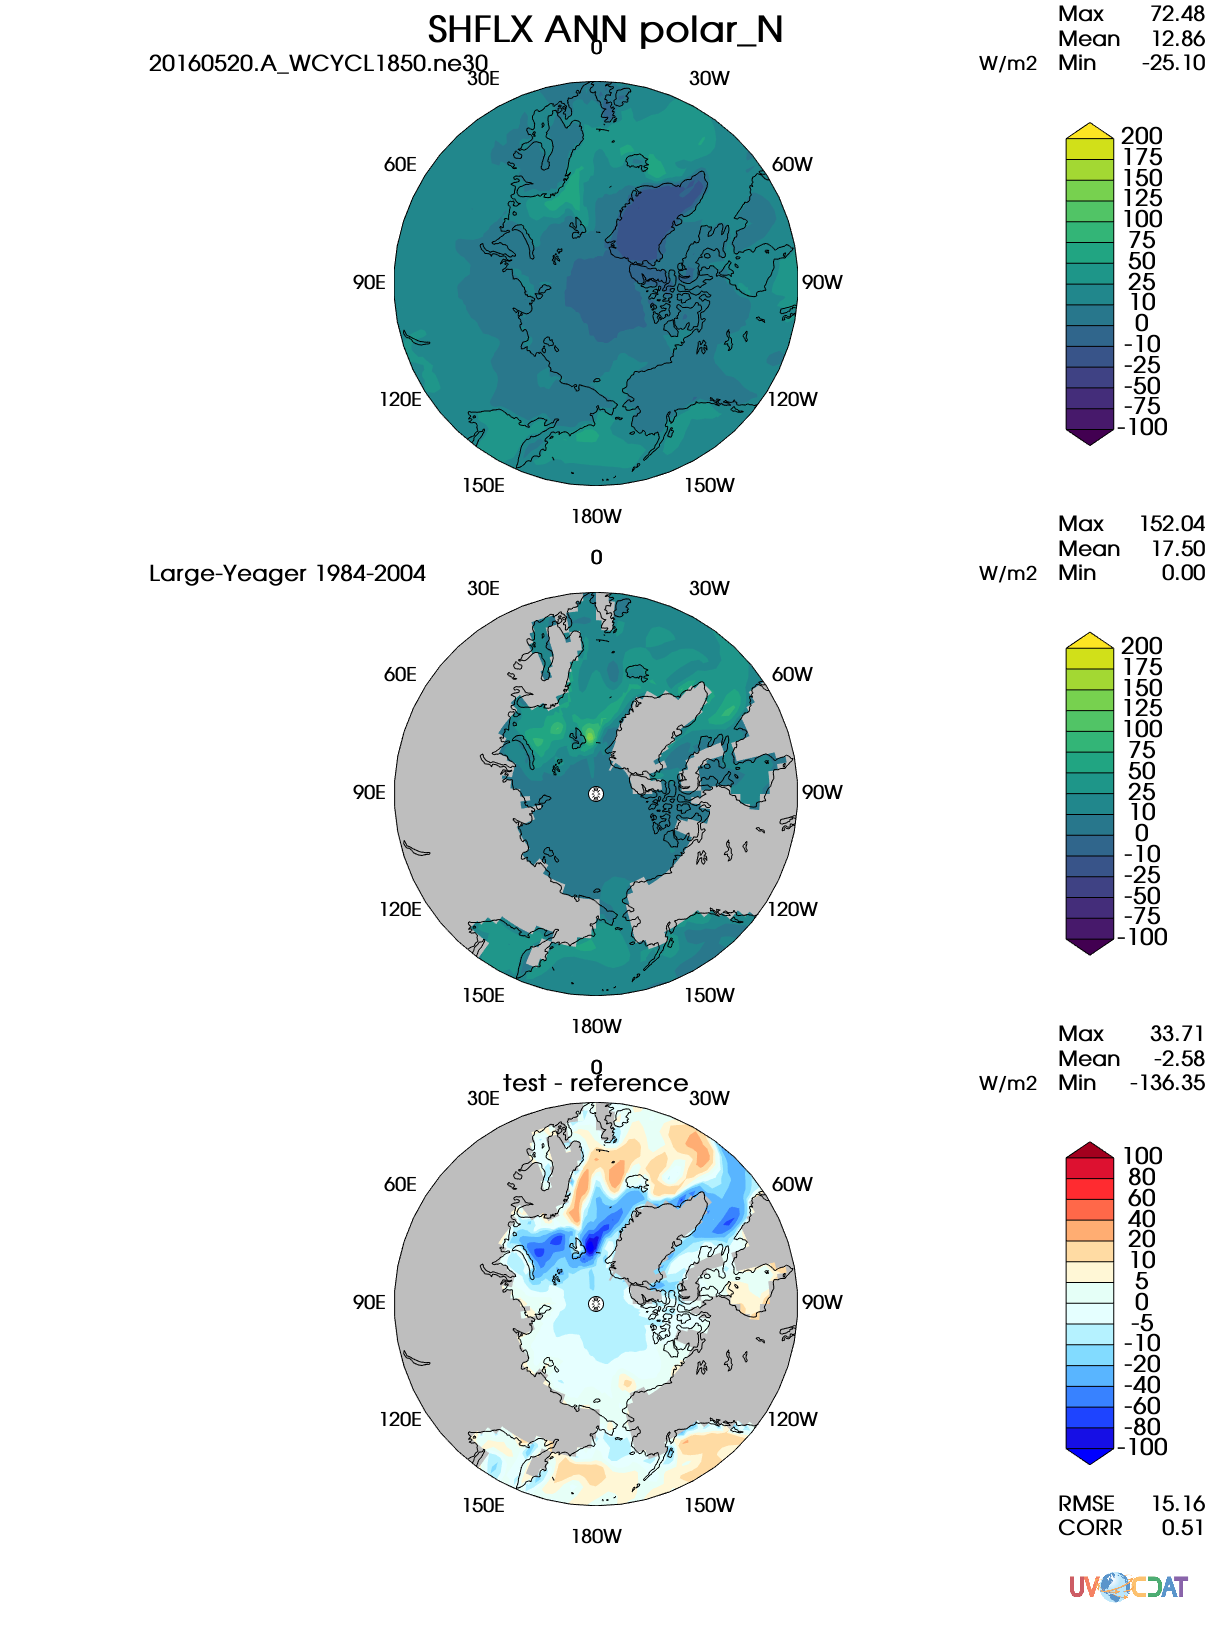 SHFLX ANN polar_N
20160520.A_WCYCL1850.ne30
W/m2
Max 72.48
Mean 12.86
Min -25.10
0
30E
30W
60E
60W
90E
90W
120E
120W
150E
150W
180W
200
175
150
125
100
75
50
25
10
0
-10
-25
-50
-75
-100
Large-Yeager 1984-2004
W/m2
Max 152.04
Mean 17.50
Min 0.00
0
30E
30W
60E
60W
90E
90W
120E
120W
150E
150W
180W
200
175
150
125
100
75
50
25
10
0
-10
-25
-50
-75
-100
test - reference
W/m2
Max 33.71
Mean -2.58
Min -136.35
0
30E
30W
60E
60W
90E
90W
120E
120W
150E
150W
180W
100
80
60
40
20
10
5
0
-5
-10
-20
-40
-60
-80
-100
RMSE 15.16
CORR 0.51
UV CDAT